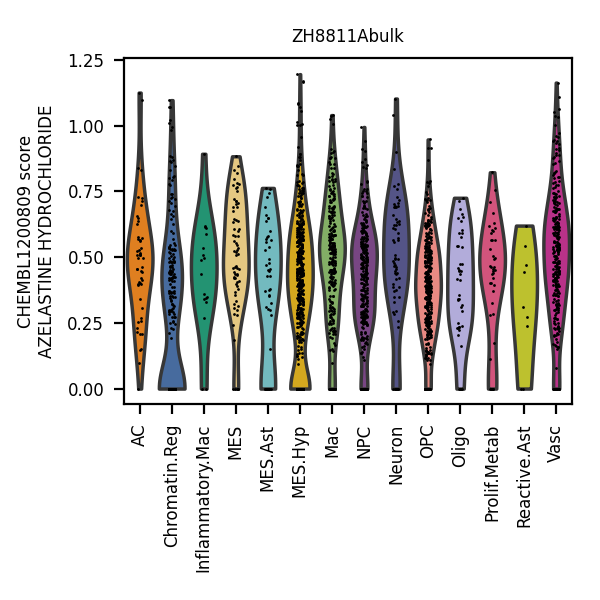 ZH8811Abulk
CHEMBL1200809 score
AZELASTINE HYDROCHLORIDE
1.25
1.00
0.75
0.50
0.25
0.00
AC
Chromatin.Reg
Inflammatory.Mac
MES
MES.Ast
MES.Hyp
Mac
NPC
Neuron
OPC
Oligo
Prolif.Metab
Reactive.Ast
Vasc